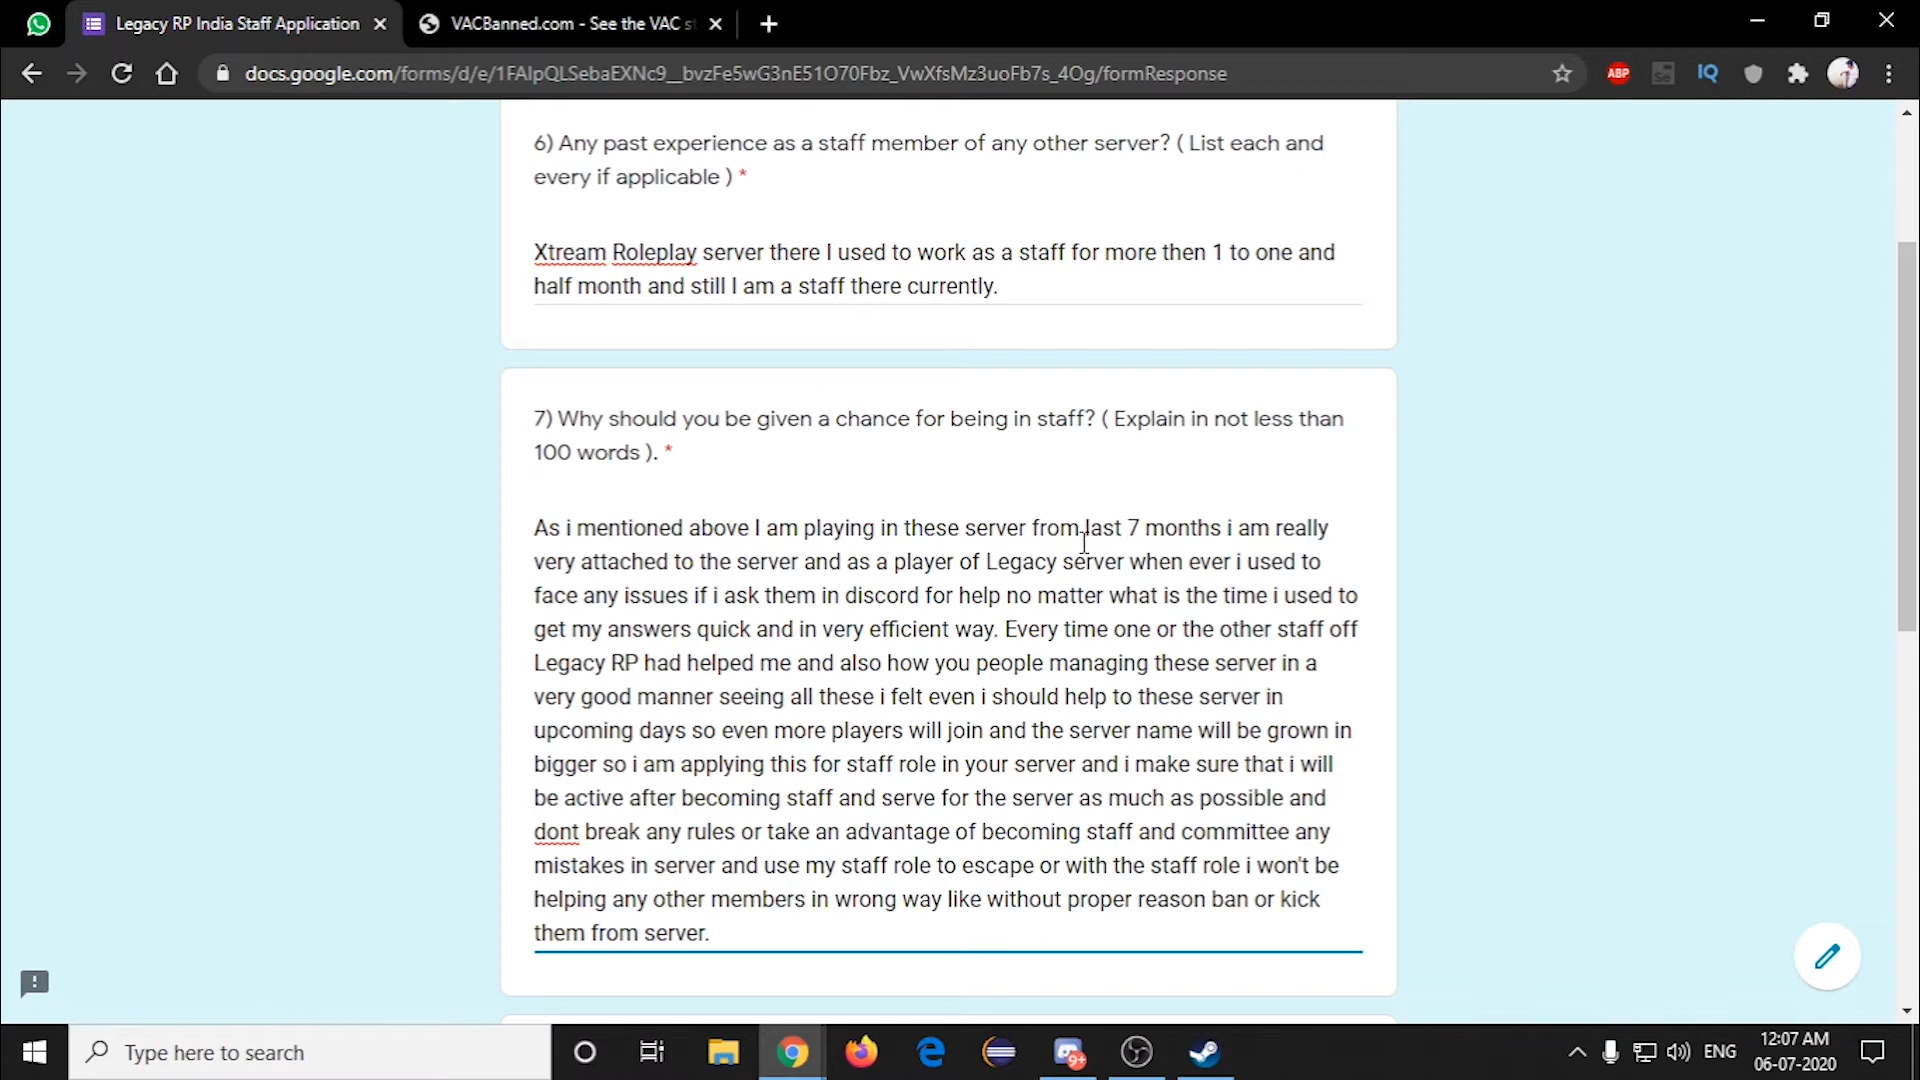 Legacy RP India Staff Application
VACBanned.com - See the VAC s
docs.google.com/forms/d/e/1FAIpQLSebaEXNc9__bvzFe5wG3nE51O70Fbz_VwXfsMz3uoFb7s_4Og/formResponse
ABP
Se
IQ
6) Any past experience as a staff member of any other server? ( List each and
every if applicable ) *
Xtream Roleplay server there I used to work as a staff for more then 1 to one and
half month and still I am a staff there currently.
7) Why should you be given a chance for being in staff? ( Explain in not less than
100 words ). *
As i mentioned above I am playing in these server from last 7 months i am really
very attached to the server and as a player of Legacy server when ever i used to
face any issues if i ask them in discord for help no matter what is the time i used to
get my answers quick and in very efficient way. Every time one or the other staff off
Legacy RP had helped me and also how you people managing these server in a
very good manner seeing all these i felt even i should help to these server in
upcoming days so even more players will join and the server name will be grown in
bigger so i am applying this for staff role in your server and i make sure that i will
be active after becoming staff and serve for the server as much as possible and
dont break any rules or take an advantage of becoming staff and committee any
mistakes in server and use my staff role to escape or with the staff role i won't be
helping any other members in wrong way like without proper reason ban or kick
them from server.
Type here to search
9+
ENG
12:07 AM
06-07-2020